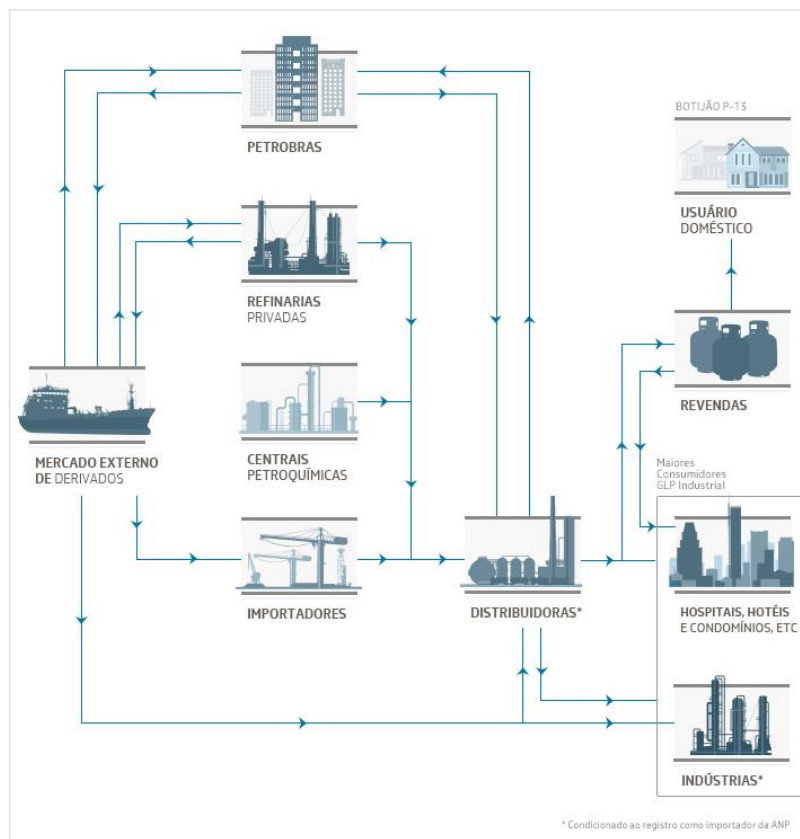 PETROBRAS
BOTIJÃO P-13
USUÁRIO
DOMÉSTICO
REFINARIAS
PRIVADAS
REVENDAS
MERCADO EXTERNO
DE DERIVADOS
CENTRAIS
PETROQUÍMICAS
Maiores
Consumidores
GLP Industrial
IMPORTADORES
DISTRIBUIDORAS*
HOSPITAIS, HOTÉIS
E CONDOMÍNIOS, ETC
INDÚSTRIAS*
* Condicionado ao registro como importador da ANP